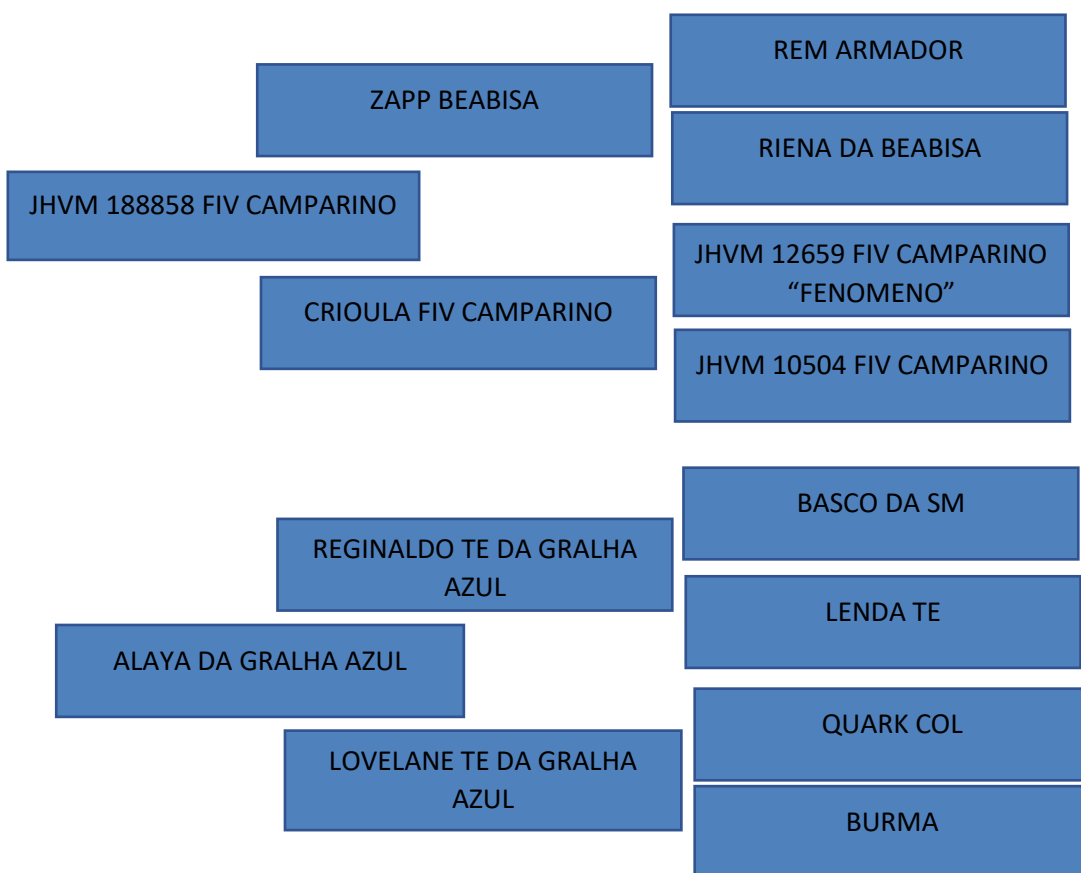 REM ARMADOR
ZAPP BEABISA
RIENA DA BEABISA
JHVM 188858 FIV CAMPARINO
JHVM 12659 FIV CAMPARINO
“FENOMENO”
CRIOULA FIV CAMPARINO
JHVM 10504 FIV CAMPARINO
BASCO DA SM
REGINALDO TE DA GRALHA
AZUL
LENDA TE
ALAYA DA GRALHA AZUL
QUARK COL
LOVELANE TE DA GRALHA
AZUL
BURMA